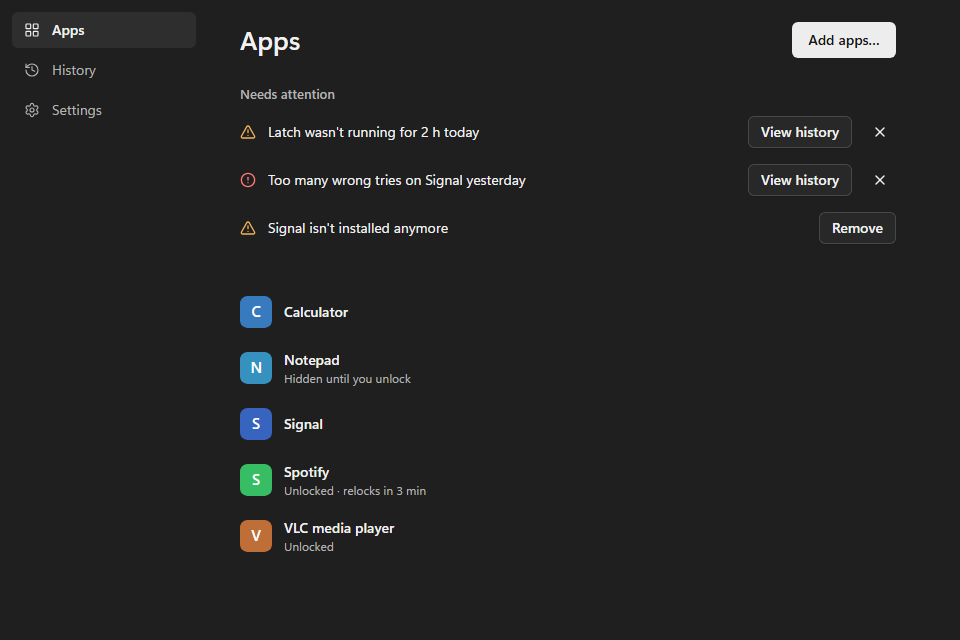 Apps
History
Settings
Apps
Add apps...
Needs attention
Latch wasn't running for 2 h today
View history
Too many wrong tries on Signal yesterday
View history
Signal isn't installed anymore
Remove
C
Calculator
N
Notepad
Hidden until you unlock
S
Signal
S
Spotify
Unlocked · relocks in 3 min
V
VLC media player
Unlocked